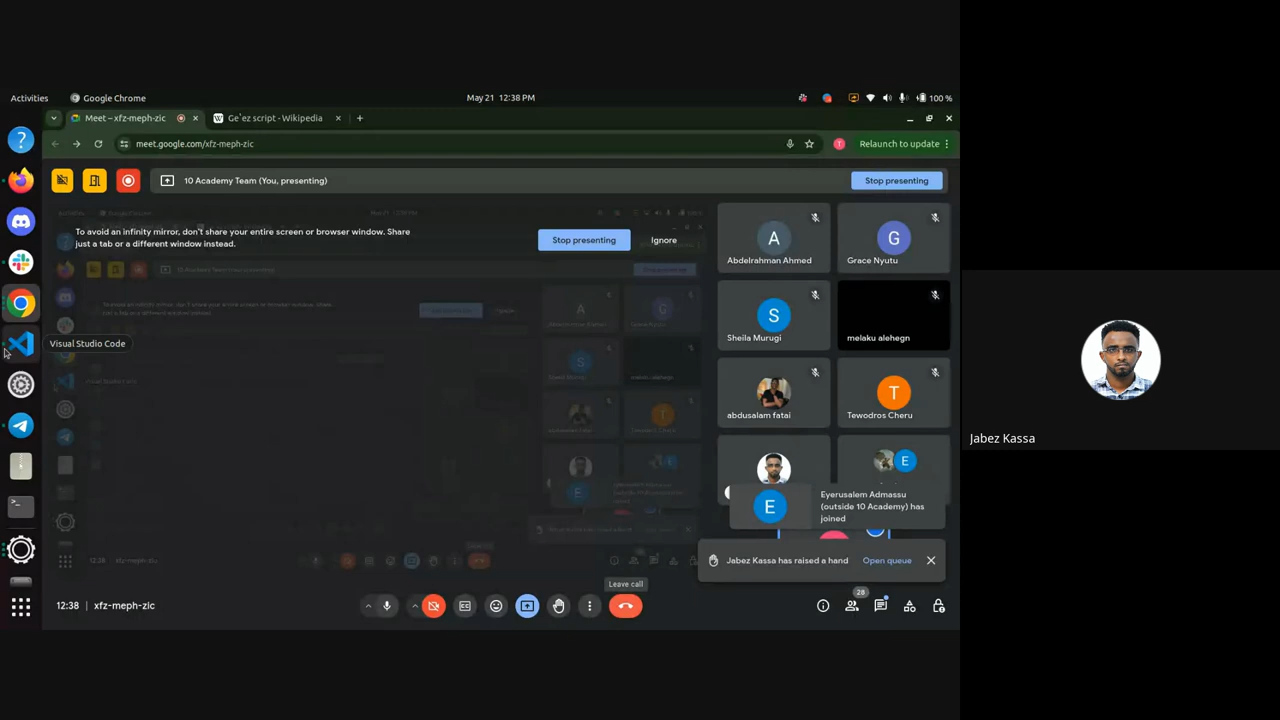 Activities
Google Chrome
May 21 12:38 PM
100 %
Meet – xfz-meph-zic
Ge`ez script - Wikipedia
meet.google.com/xfz-meph-zic
T
Relaunch to update
10 Academy Team (You, presenting)
Stop presenting
To avoid an infinity mirror, don't share your entire screen or browser window. Share
just a tab or a different window instead.
Stop presenting
Ignore
A
Abdelrahman Ahmed
G
Grace Nyutu
S
Sheila Murugi
melaku alehegn
Visual Studio Code
abdusalam fatai
T
Tewodros Cheru
E
E
Eyerusalem Admassu
(outside 10 Academy) has
joined
Jabez Kassa has raised a hand
Open queue
Leave call
12:38
xfz-meph-zic
20
Jabez Kassa